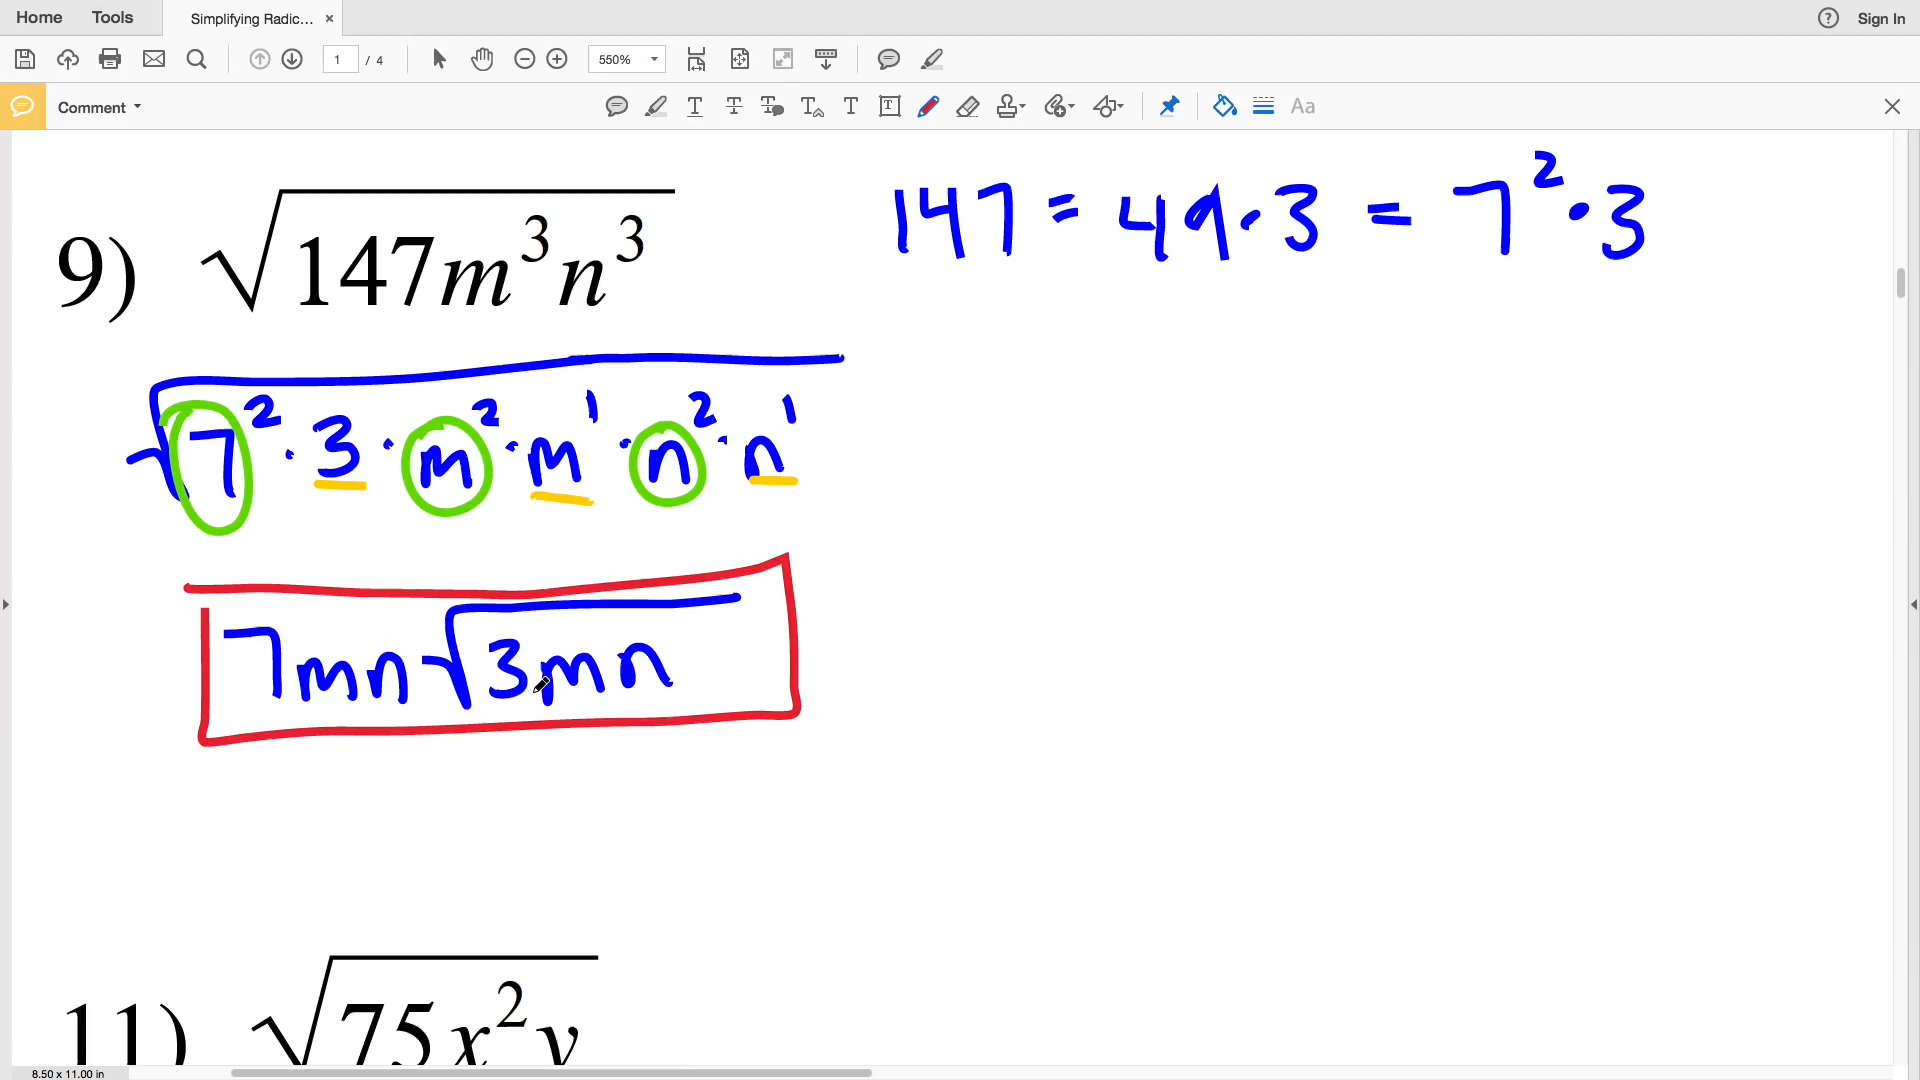 Home Tools Simplifying Radic... × ? Sign In
1 / 4 550%
Comment T T T T T T Aa
9) √147m³n³
147 = 49·3 = 7²·3
√7²·3·m²·m¹·n²·n¹
7mn√3mn
11) √75x²y
8.50 x 11.00 in